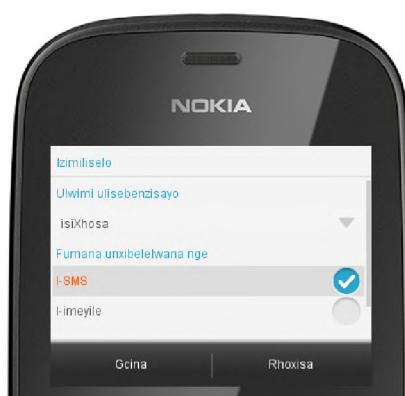 NOKIA
Izimiliselo
Ulwimi ulisebenzisayo
isiXhosa
Fumana unxibelelwana nge
I-SMS
I-imeyile
Gcina Rhoxisa